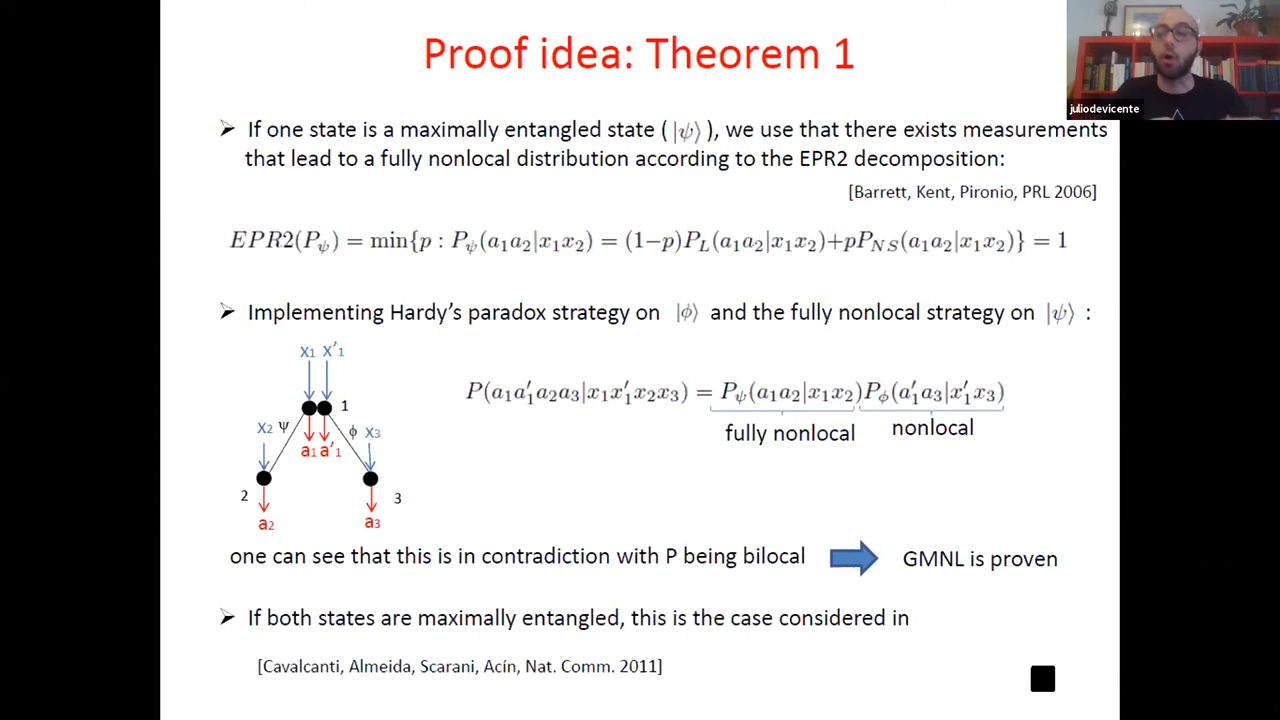 Proof idea: Theorem 1
juliodevicente
➢ If one state is a maximally entangled state ( |ψ⟩ ), we use that there exists measurements
that lead to a fully nonlocal distribution according to the EPR2 decomposition:
[Barrett, Kent, Pironio, PRL 2006]
EPR2(P_ψ) = min{p : P_ψ(a₁a₂|x₁x₂) = (1−p)P_L(a₁a₂|x₁x₂)+pP_NS(a₁a₂|x₁x₂)} = 1
➢ Implementing Hardy's paradox strategy on |ϕ⟩ and the fully nonlocal strategy on |ψ⟩ :
x₁ x'₁
P(a₁a′₁a₂a₃|x₁x′₁x₂x₃) = P_ψ(a₁a₂|x₁x₂)P_ϕ(a′₁a₃|x′₁x₃)
1
x₂ ψ ϕ x₃
fully nonlocal nonlocal
a₁ a'₁
2 3
a₂ a₃
one can see that this is in contradiction with P being bilocal GMNL is proven
➢ If both states are maximally entangled, this is the case considered in
[Cavalcanti, Almeida, Scarani, Acín, Nat. Comm. 2011]